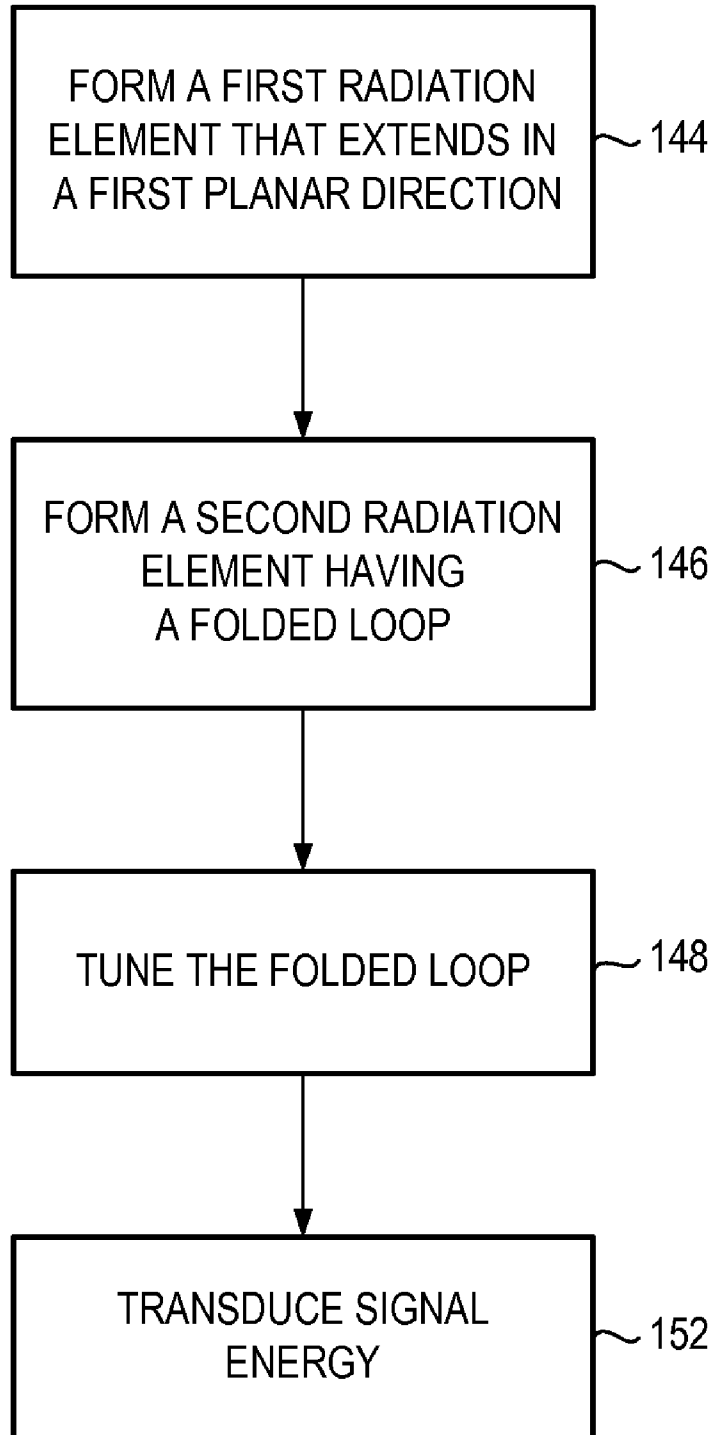 FORM A FIRST RADIATION
ELEMENT THAT EXTENDS IN
A FIRST PLANAR DIRECTION
144
FORM A SECOND RADIATION
ELEMENT HAVING
A FOLDED LOOP
146
TUNE THE FOLDED LOOP
148
TRANSDUCE SIGNAL
ENERGY
152